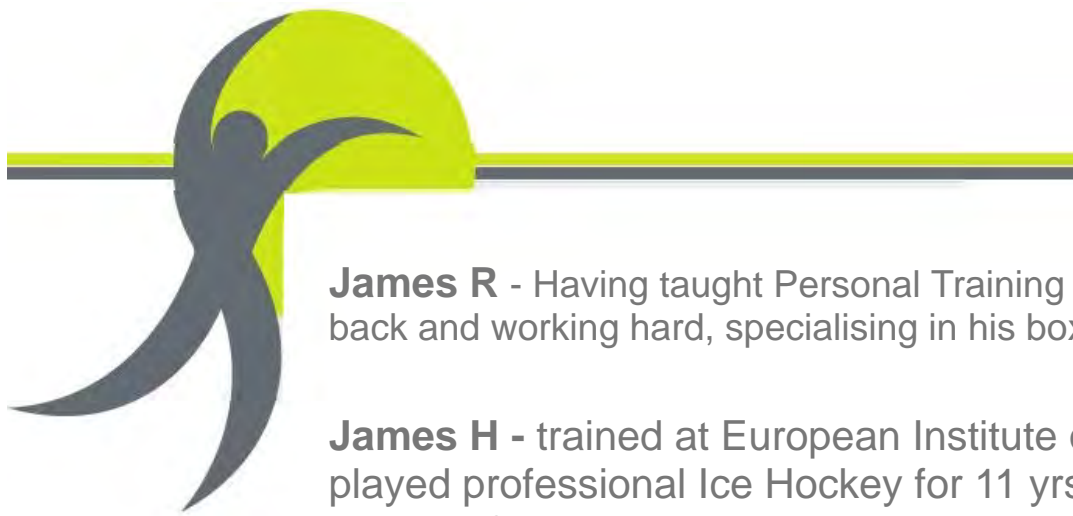 James R - Having taught Personal Training
back and working hard, specialising in his box
James H - trained at European Institute
played professional Ice Hockey for 11 yrs